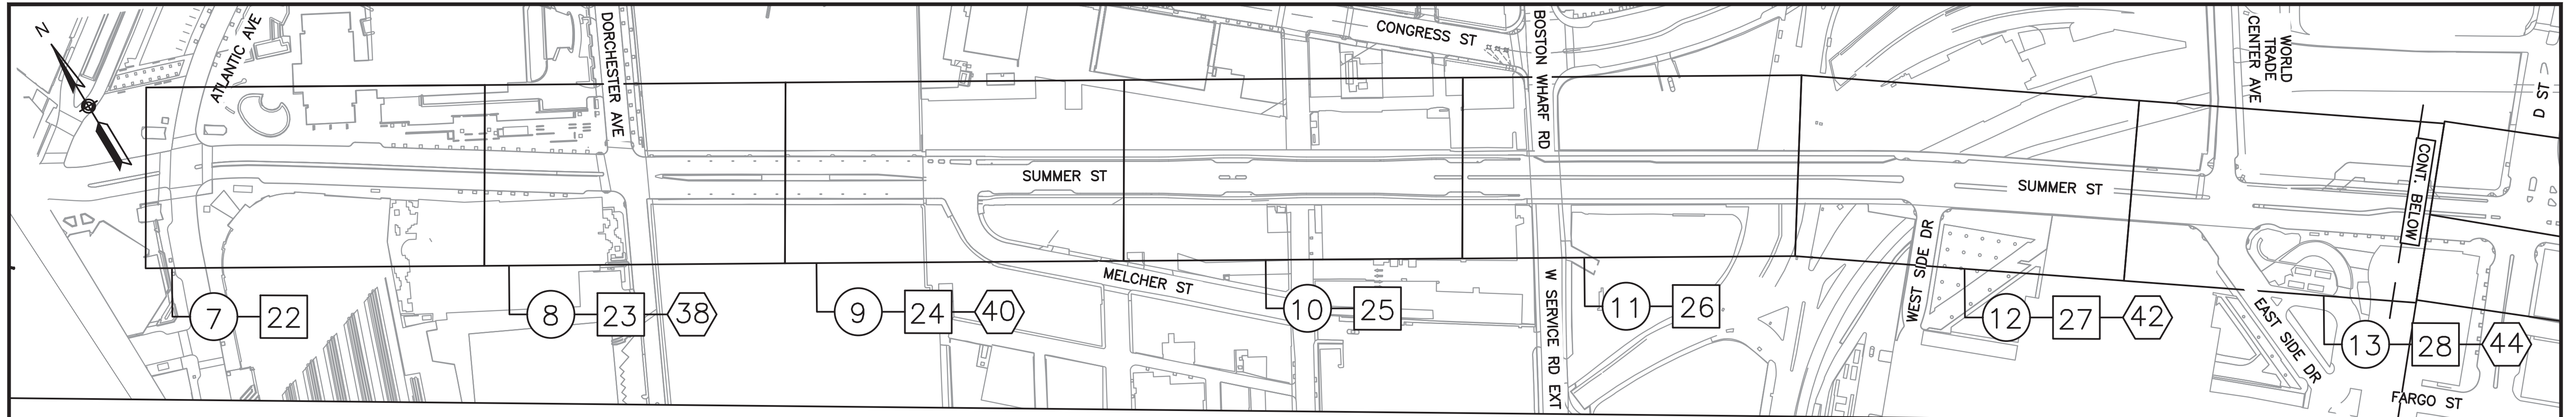 N
ATLANTIC AVE
DORCHESTER AVE
CONGRESS ST
BOSTON WHARF RD
WORLD
TRADE
CENTER AVE
D ST
SUMMER ST
SUMMER ST
CONT. BELOW
MELCHER ST
W SERVICE RD EXT
WEST SIDE DR
EAST SIDE DR
FARGO ST
7 22
8 23 38
9 24 40
10 25
11 26
12 27 42
13 28 44